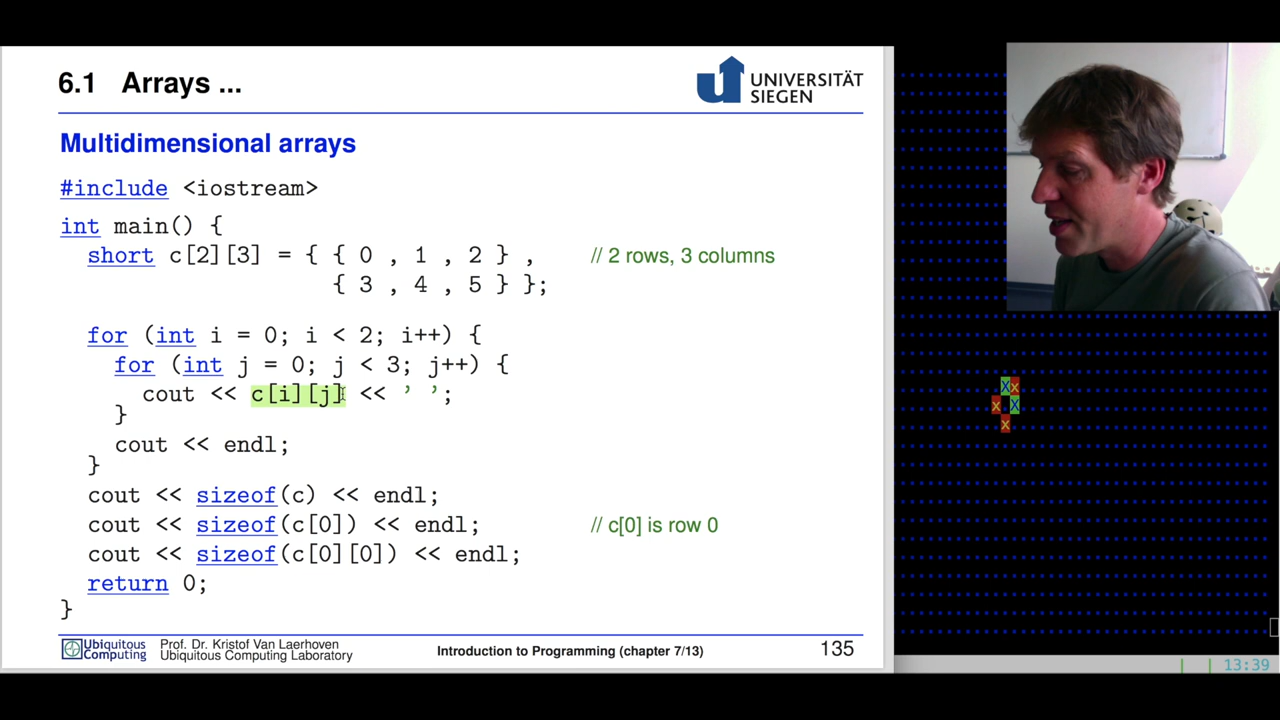 6.1 Arrays ...
UNIVERSITÄT
SIEGEN
Multidimensional arrays
#include <iostream>
int main() {
short c[2][3] = { { 0 , 1 , 2 } , // 2 rows, 3 columns
{ 3 , 4 , 5 } };
for (int i = 0; i < 2; i++) {
for (int j = 0; j < 3; j++) {
cout << c[i][j] << ’ ’;
}
cout << endl;
}
cout << sizeof(c) << endl;
cout << sizeof(c[0]) << endl; // c[0] is row 0
cout << sizeof(c[0][0]) << endl;
return 0;
}
Ubiquitous
Computing
Prof. Dr. Kristof Van Laerhoven
Ubiquitous Computing Laboratory
Introduction to Programming (chapter 7/13)
135
XX
X X
X
13:39